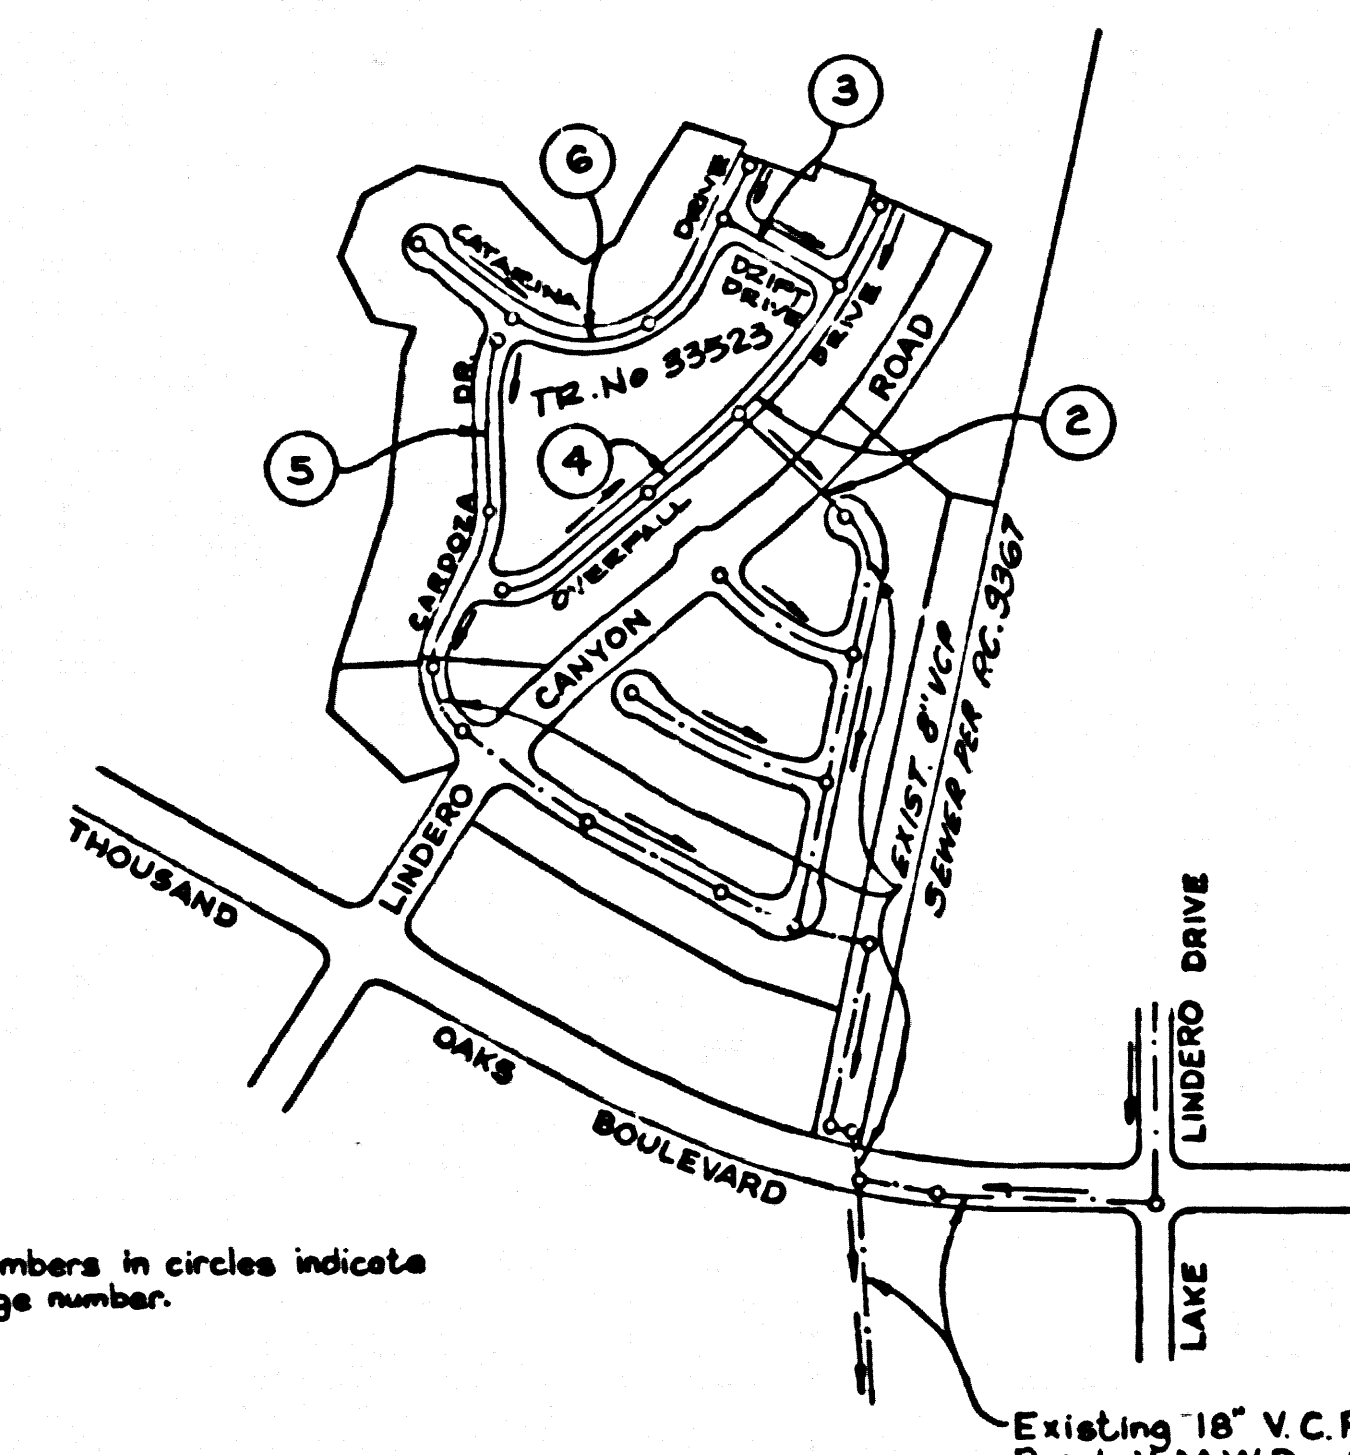 3
6
DRIVE
CATARINA
DRIFT
DRIVE
DRIVE
TR. No 33523
ROAD
DR.
2
4
5
CARDOZA
OVERFALL
CANYON
EXIST. 8" VCP
SEWER PER P.C. 9367
LINDERO
THOUSAND
OAKS
BOULEVARD
LINDERO DRIVE
LAKE
mbers in circles indicate
ge number.
Existing 18" V.C.P